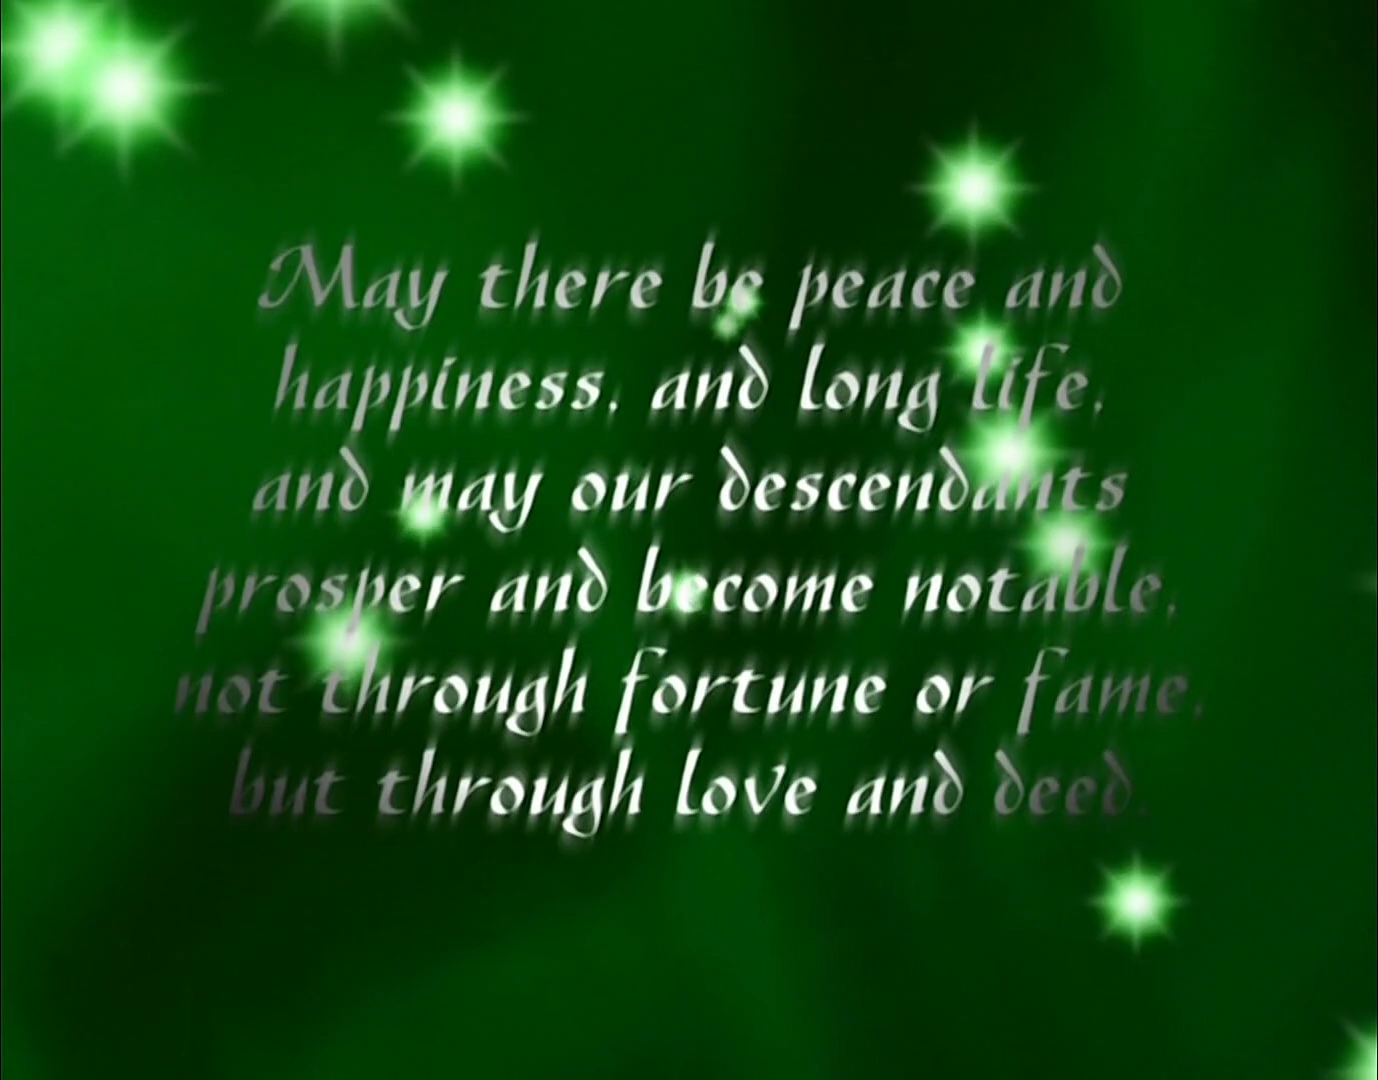 May there be peace and
happiness, and long life,
and may our descendants
prosper and become notable,
not through fortune or fame,
but through love and deed.